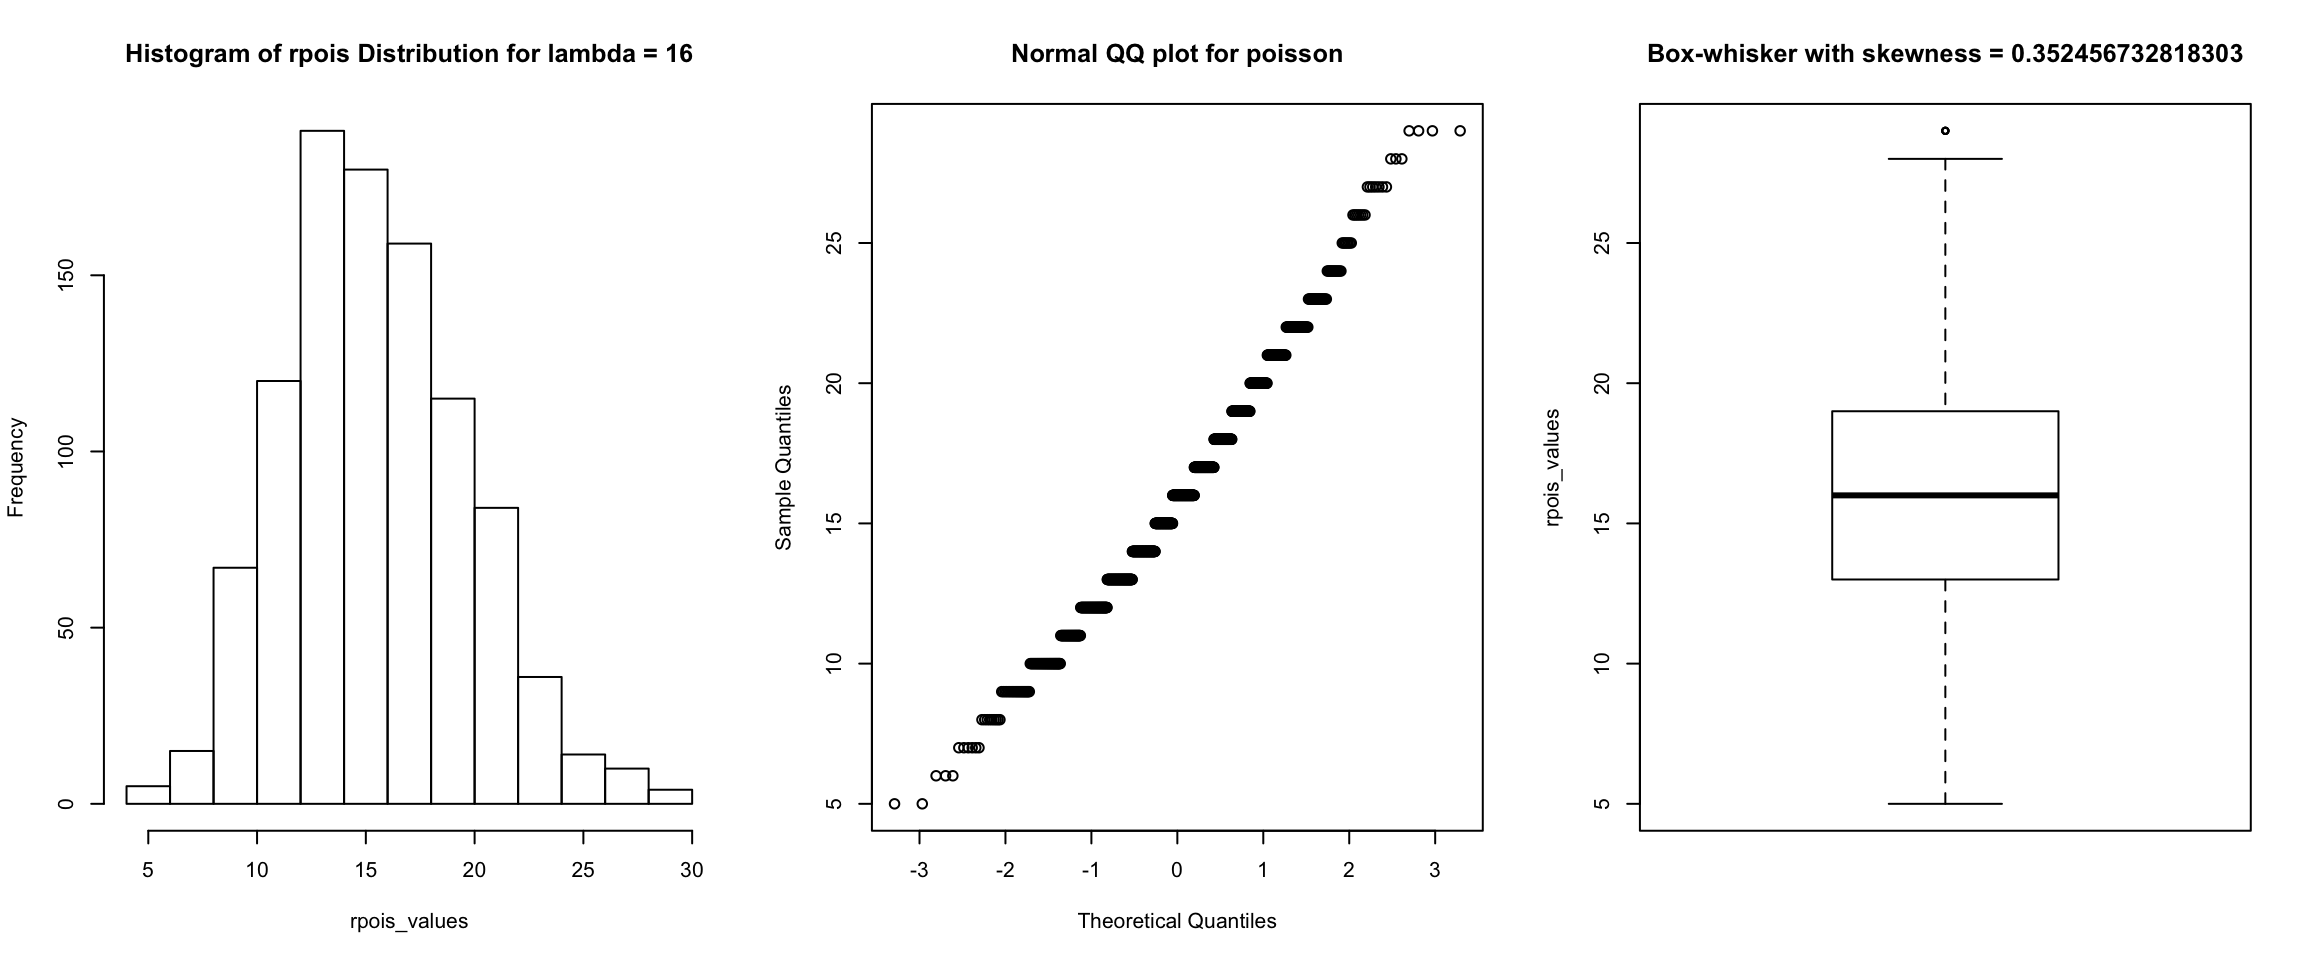 Histogram of rpois Distribution for lambda = 16
Frequency
150
100
50
0
5 10 15 20 25 30
rpois_values
Normal QQ plot for poisson
Sample Quantiles
25
20
15
10
5
-3 -2 -1 0 1 2 3
Theoretical Quantiles
Box-whisker with skewness = 0.352456732818303
rpois_values
25
20
15
10
5